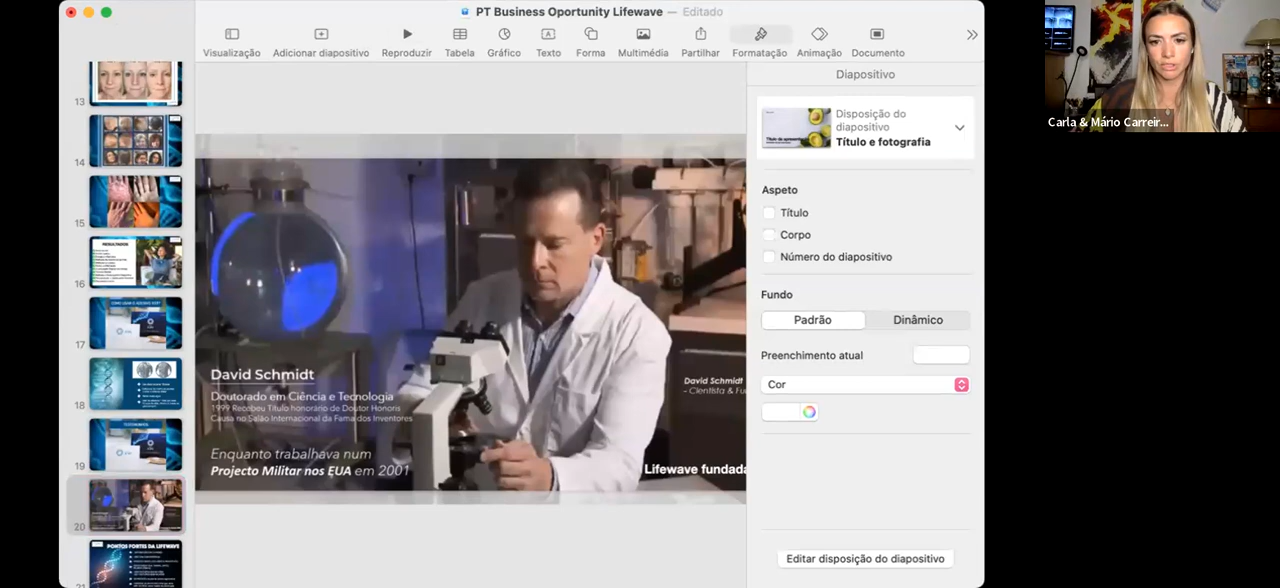 PT Business Oportunity Lifewave — Editado
Visualização
Adicionar diapositivo
Reproduzir
Tabela
Gráfico
Texto
Forma
Multimédia
Partilhar
Formatação
Animação
Documento
Diapositivo
13
14
15
16
17
18
19
20
RESULTADOS
TESTEMUNHOS
PONTOS FORTES DA LIFEWAVE
David Schmidt
Doutorado em Ciência e Tecnologia
1999 Recebeu Título honorário de Doutor Honoris
Causa no Salão Internacional da Fama dos Inventores
Enquanto trabalhava num
Projecto Militar nos EUA em 2001
David Schmidt
- Cientista & Fu
Lifewave fundada
Disposição do
diapositivo
Título e fotografia
Aspeto
Título
Corpo
Número do diapositivo
Fundo
Padrão
Dinâmico
Preenchimento atual
Cor
Editar disposição do diapositivo
Carla & Mário Carreir...